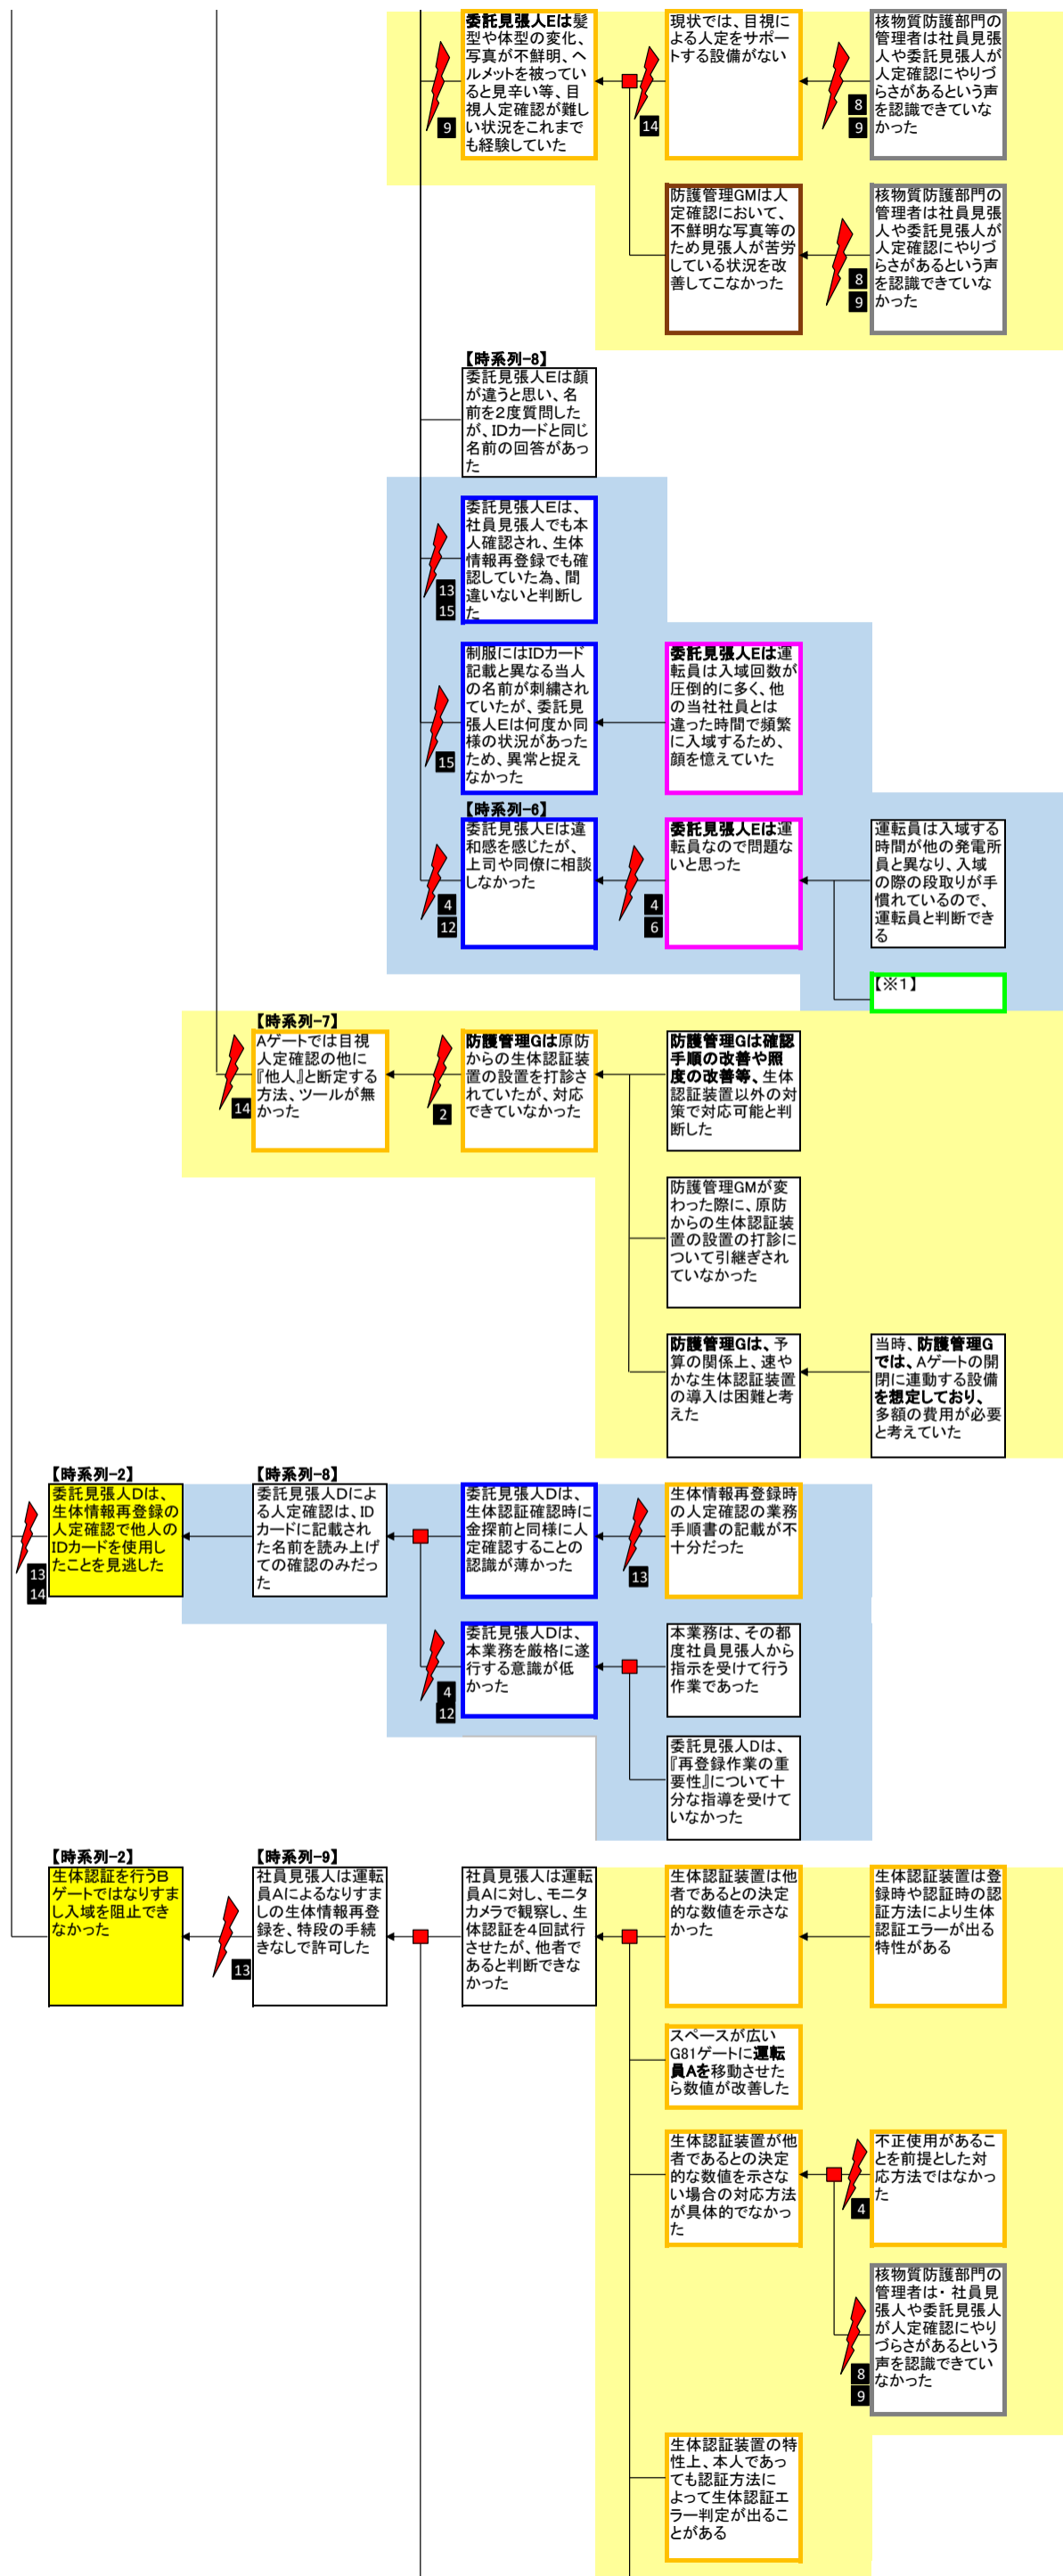 委託見張人Eは髪
型や体型の変化、
写真が不鮮明、ヘ
ルメットを被ってい
ると見辛い等、目
視人定確認が難し
い状況をこれまで
も経験していた
9
現状では、目視に
よる人定をサポー
トする設備がない
14
核物質防護部門の
管理者は社員見張
人や委託見張人が
人定確認にやりづ
らさがあるという声
を認識できていな
かった
8
9
防護管理GMは人
定確認において、
不鮮明な写真等の
ため見張人が苦労
している状況を改
善してこなかった
核物質防護部門の
管理者は社員見張
人や委託見張人が
人定確認にやりづ
らさがあるという声
を認識できていな
かった
8
9
【時系列-8】
委託見張人Eは顔
が違うと思い、名
前を2度質問した
が、IDカードと同じ
名前の回答があっ
た
委託見張人Eは、
社員見張人でも本
人確認され、生体
情報再登録でも確
認していた為、間
違いないと判断し
た
13
15
制服にはIDカード
記載と異なる当人
の名前が刺繍され
ていたが、委託見
張人Eは何度か同
様の状況があった
ため、異常と捉え
なかった
15
委託見張人Eは運
転員は入域回数が
圧倒的に多く、他
の当社社員とは
違った時間で頻繁
に入域するため、
顔を憶えていた
【時系列-6】
委託見張人Eは違
和感を感じたが、
上司や同僚に相談
しなかった
4
12
委託見張人Eは運
転員なので問題な
いと思った
4
6
運転員は入域する
時間が他の発電所
員と異なり、入域
の際の段取りが手
慣れているので、
運転員と判断でき
る
【※1】
【時系列-7】
Aゲートでは目視
人定確認の他に
『他人』と断定する
方法、ツールが無
かった
14
防護管理Gは原防
からの生体認証装
置の設置を打診さ
れていたが、対応
できていなかった
2
防護管理Gは確認
手順の改善や照
度の改善等、生体
認証装置以外の対
策で対応可能と判
断した
防護管理GMが変
わった際に、原防
からの生体認証装
置の設置の打診に
ついて引継ぎされ
ていなかった
防護管理Gは、予
算の関係上、速や
かな生体認証装置
の導入は困難と考
えた
当時、防護管理G
では、Aゲートの開
閉に連動する設備
を想定しており、
多額の費用が必要
と考えていた
【時系列-2】
委託見張人Dは、
生体情報再登録の
人定確認で他人の
IDカードを使用し
たことを見逃した
13
14
【時系列-8】
委託見張人Dによ
る人定確認は、ID
カードに記載され
た名前を読み上げ
ての確認のみだっ
た
委託見張人Dは、
生体認証確認時に
金探前と同様に人
定確認することの
認識が薄かった
生体情報再登録時
の人定確認の業務
手順書の記載が不
十分だった
13
委託見張人Dは、
本業務を厳格に遂
行する意識が低
かった
4
12
本業務は、その都
度社員見張人から
指示を受けて行う
作業であった
委託見張人Dは、
『再登録作業の重
要性』について十
分な指導を受けて
いなかった
【時系列-2】
生体認証を行うB
ゲートではなりすま
し入域を阻止でき
なかった
【時系列-9】
社員見張人は運転
員Aによるなりすま
しの生体情報再登
録を、特段の手続
きなしで許可した
13
社員見張人は運転
員Aに対し、モニタ
カメラで観察し、生
体認証を4回試行
させたが、他者で
あると判断できな
かった
生体認証装置は他
者であるとの決定
的な数値を示さな
かった
生体認証装置は登
録時や認証時の認
証方法により生体
認証エラーが出る
特性がある
スペースが広い
G81ゲートに運転
員Aを移動させた
ら数値が改善した
生体認証装置が他
者であるとの決定
的な数値を示さな
い場合の対応方法
が具体的でなかっ
た
不正使用があるこ
とを前提とした対
応方法ではなかっ
た
4
核物質防護部門の
管理者は・社員見
張人や委託見張人
が人定確認にやり
づらさがあるという
声を認識できてい
なかった
8
9
生体認証装置の特
性上、本人であっ
ても認証方法に
よって生体認証エ
ラー判定が出るこ
とがある